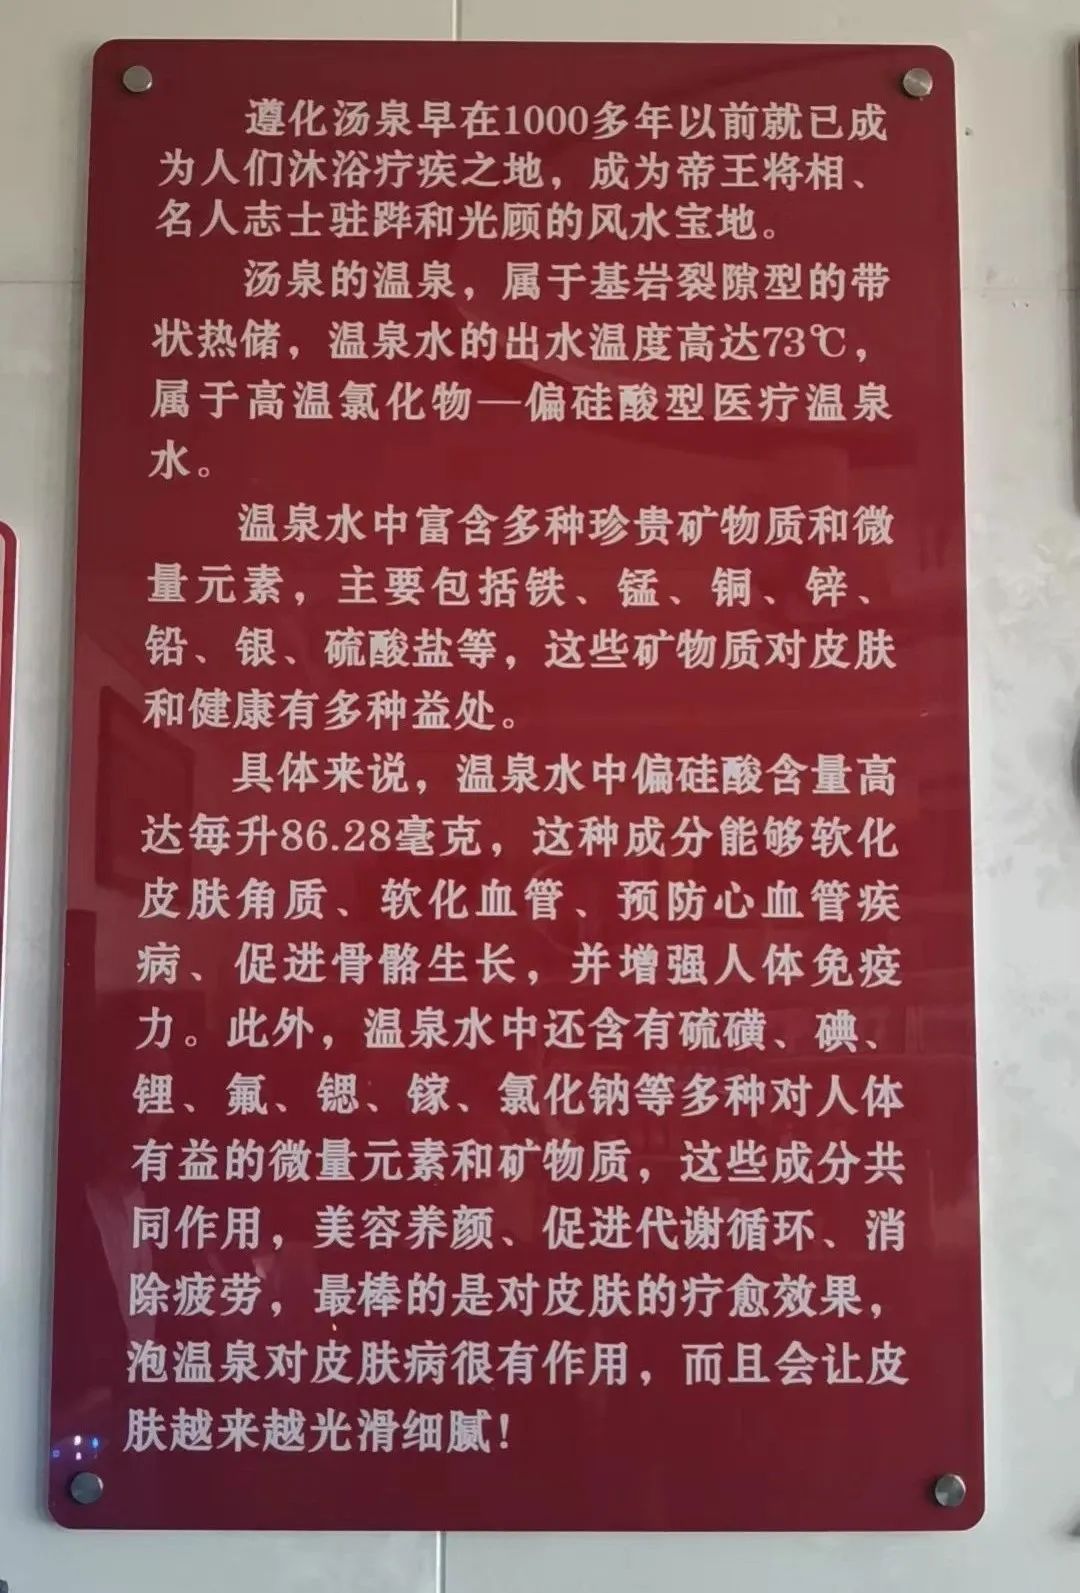 遵化汤泉早在1000多年以前就已成
为人们沐浴疗疾之地，成为帝王将相、
名人志士驻跸和光顾的风水宝地。
汤泉的温泉，属于基岩裂隙型的带
状热储，温泉水的出水温度高达73℃，
属于高温氯化物—偏硅酸型医疗温泉
水。
温泉水中富含多种珍贵矿物质和微
量元素，主要包括铁、锰、铜、锌、
铅、银、硫酸盐等，这些矿物质对皮肤
和健康有多种益处。
具体来说，温泉水中偏硅酸含量高
达每升86.28毫克，这种成分能够软化
皮肤角质、软化血管、预防心血管疾
病、促进骨骼生长，并增强人体免疫
力。此外，温泉水中还含有硫磺、碘、
锂、氟、锶、镓、氯化钠等多种对人体
有益的微量元素和矿物质，这些成分共
同作用，美容养颜、促进代谢循环、消
除疲劳，最棒的是对皮肤的疗愈效果，
泡温泉对皮肤病很有作用，而且会让皮
肤越来越光滑细腻！